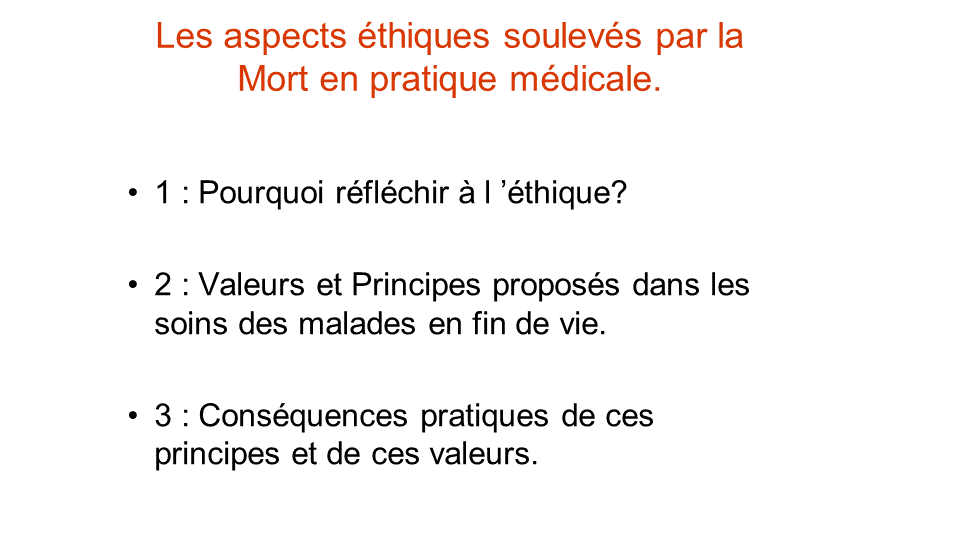 Les aspects éthiques soulevés par la
Mort en pratique médicale.
• 1 : Pourquoi réfléchir à l ’éthique?
• 2 : Valeurs et Principes proposés dans les
soins des malades en fin de vie.
• 3 : Conséquences pratiques de ces
principes et de ces valeurs.